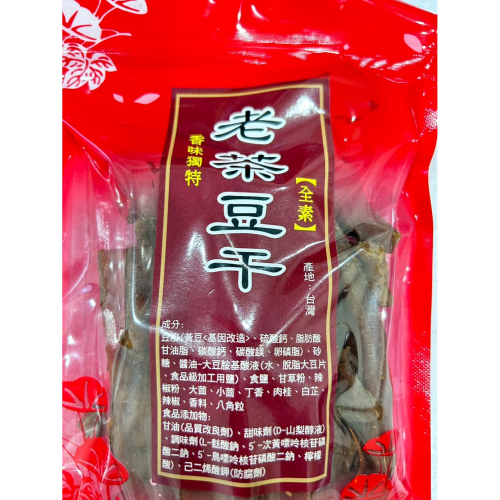 老茶豆干
香味獨特
【全素】
產地：台灣
成分：
豆乾(黃豆<基因改造>、硫酸鈣、脂肪酸
甘油脂、碳酸鈣、碳酸鎂、卵磷脂)、砂
糖、醬油-大豆胺基酸液(水、脫脂大豆片
、食品級加工用鹽)、食鹽、甘草粉、辣
椒粉、大茴、小茴、丁香、肉桂、白芷、
辣椒、香料、八角粒
食品添加物：
甘油(品質改良劑)、甜味劑(D-山梨醇液)
、調味劑(L-麩酸鈉、5'-次黃嘌呤核苷磷
酸二鈉、5'-鳥嘌呤核苷磷酸二鈉、檸檬
酸)、己二烯酸鉀(防腐劑)